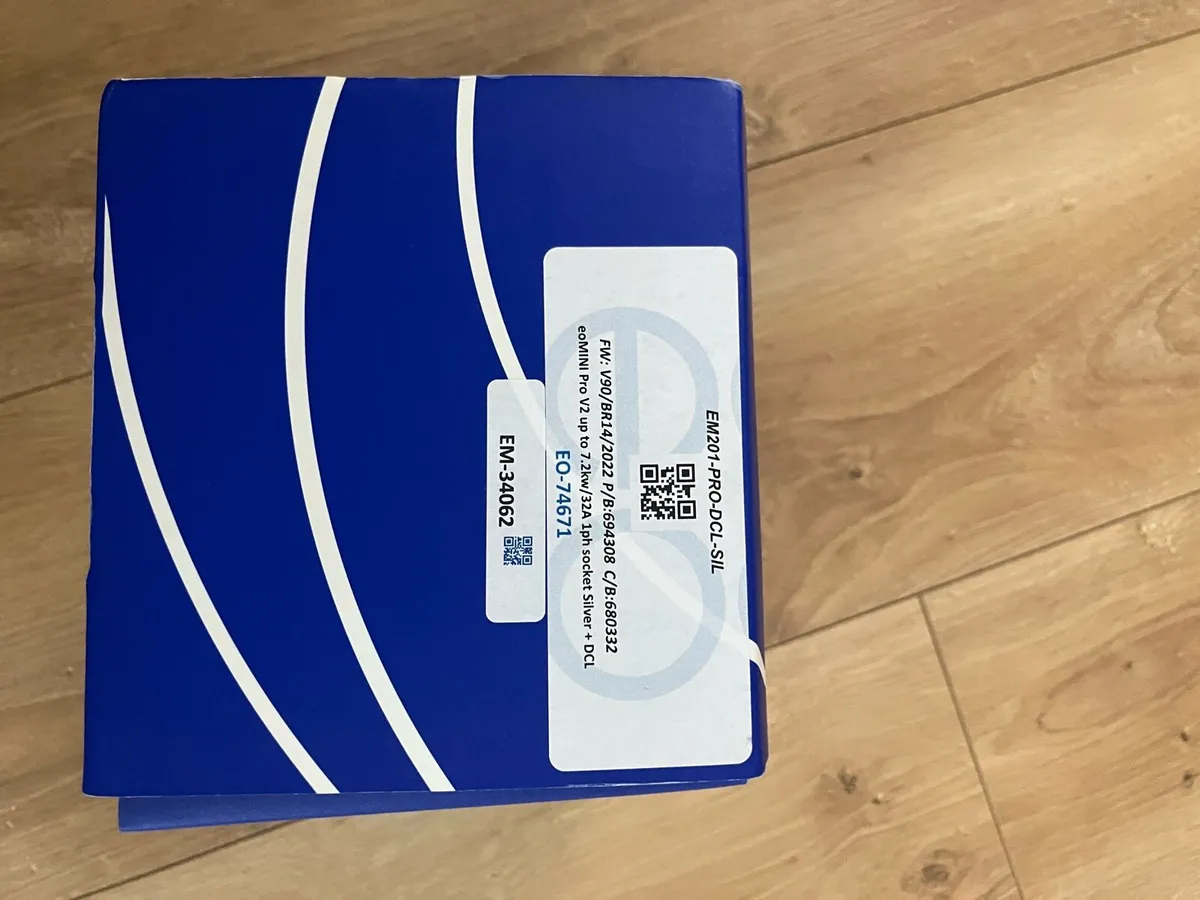 EM201-PRO-DCL-SIL
FW: V90/BR14/2022 P/B:694308 C/B:680332
eoMINI Pro V2 up to 7.2kw/32A 1ph socket Silver + DCL
EO-74671
EM-34062